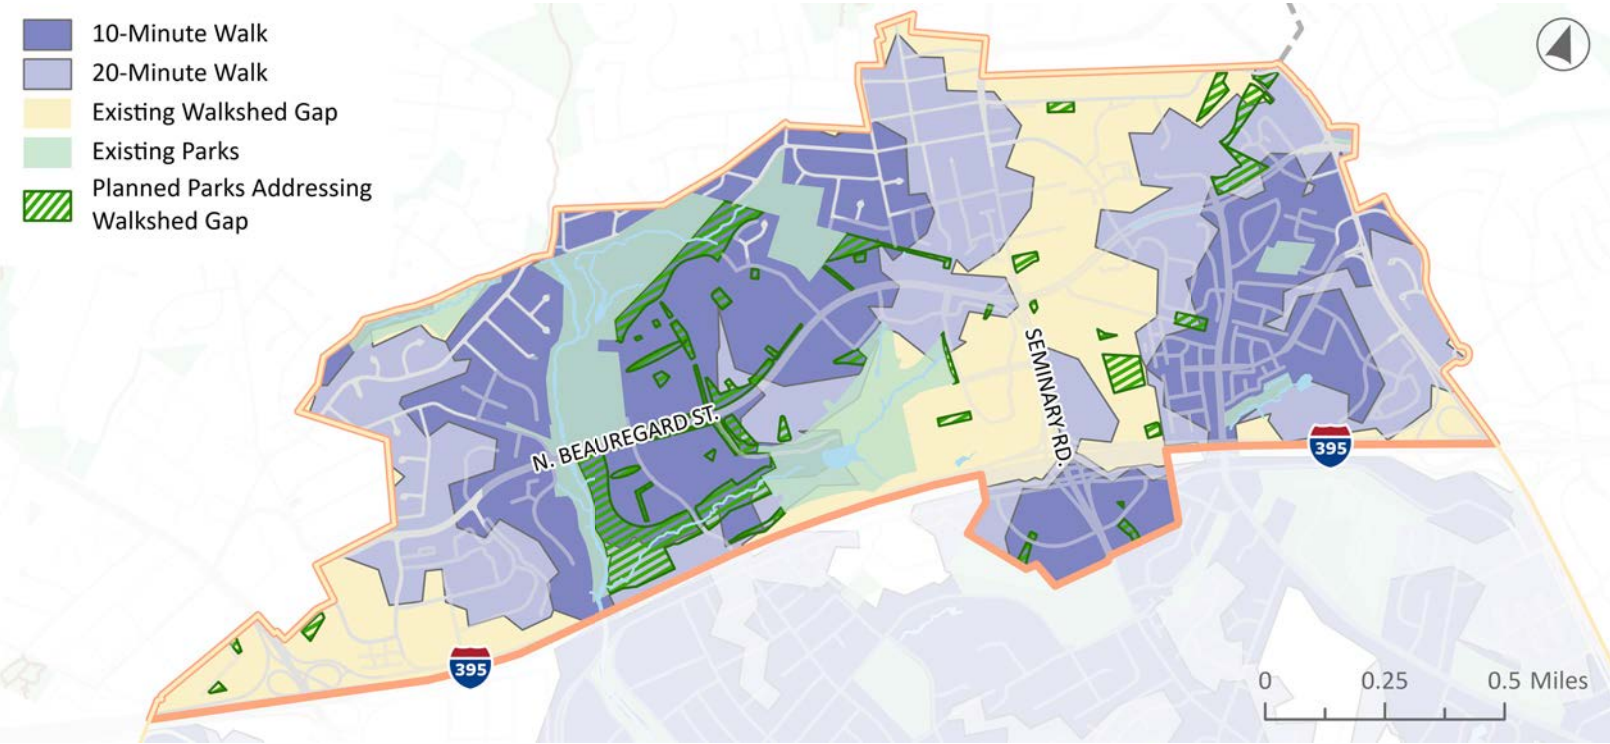 10-Minute Walk
20-Minute Walk
Existing Walkshed Gap
Existing Parks
Planned Parks Addressing
Walkshed Gap
N. BEAUREGARD ST.
SEMINARY RD.
395
395
0 0.25 0.5 Miles